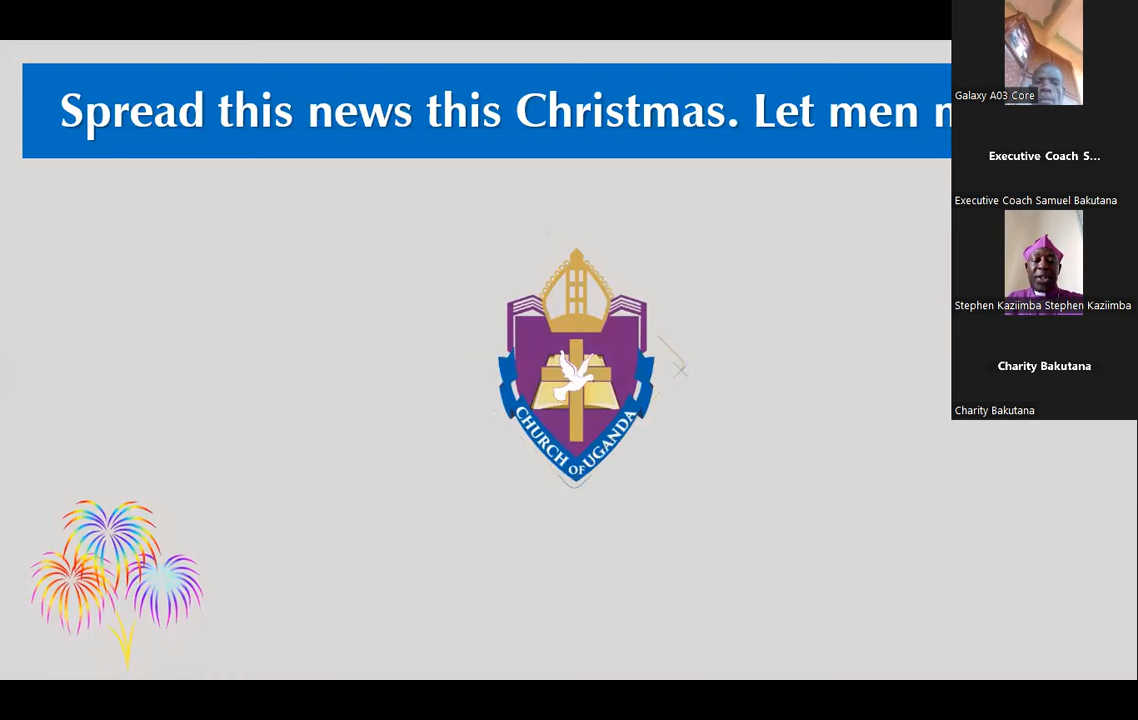 Spread this news this Christmas. Let men
CHURCH OF UGANDA
Galaxy A03 Core
Executive Coach S...
Executive Coach Samuel Bakutana
Stephen Kaziimba Stephen Kaziimba
Charity Bakutana
Charity Bakutana